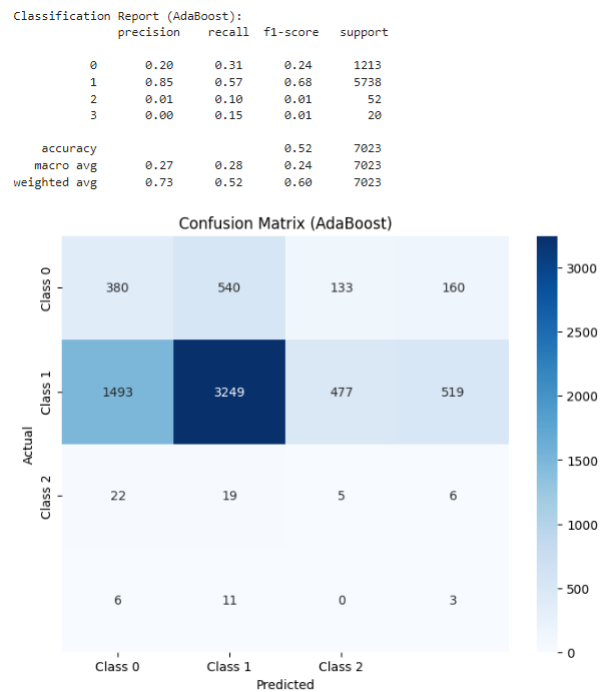 Classification Report (AdaBoost):
precision recall f1-score support
0 0.20 0.31 0.24 1213
1 0.85 0.57 0.68 5738
2 0.01 0.10 0.01 52
3 0.00 0.15 0.01 20
accuracy 0.52 7023
macro avg 0.27 0.28 0.24 7023
weighted avg 0.73 0.52 0.60 7023
Confusion Matrix (AdaBoost)
Actual
Class 0
380 540 133 160
Class 1
1493 3249 477 519
Class 2
22 19 5 6
6 11 0 3
Class 0 Class 1 Class 2
Predicted
3000
2500
2000
1500
1000
500
0